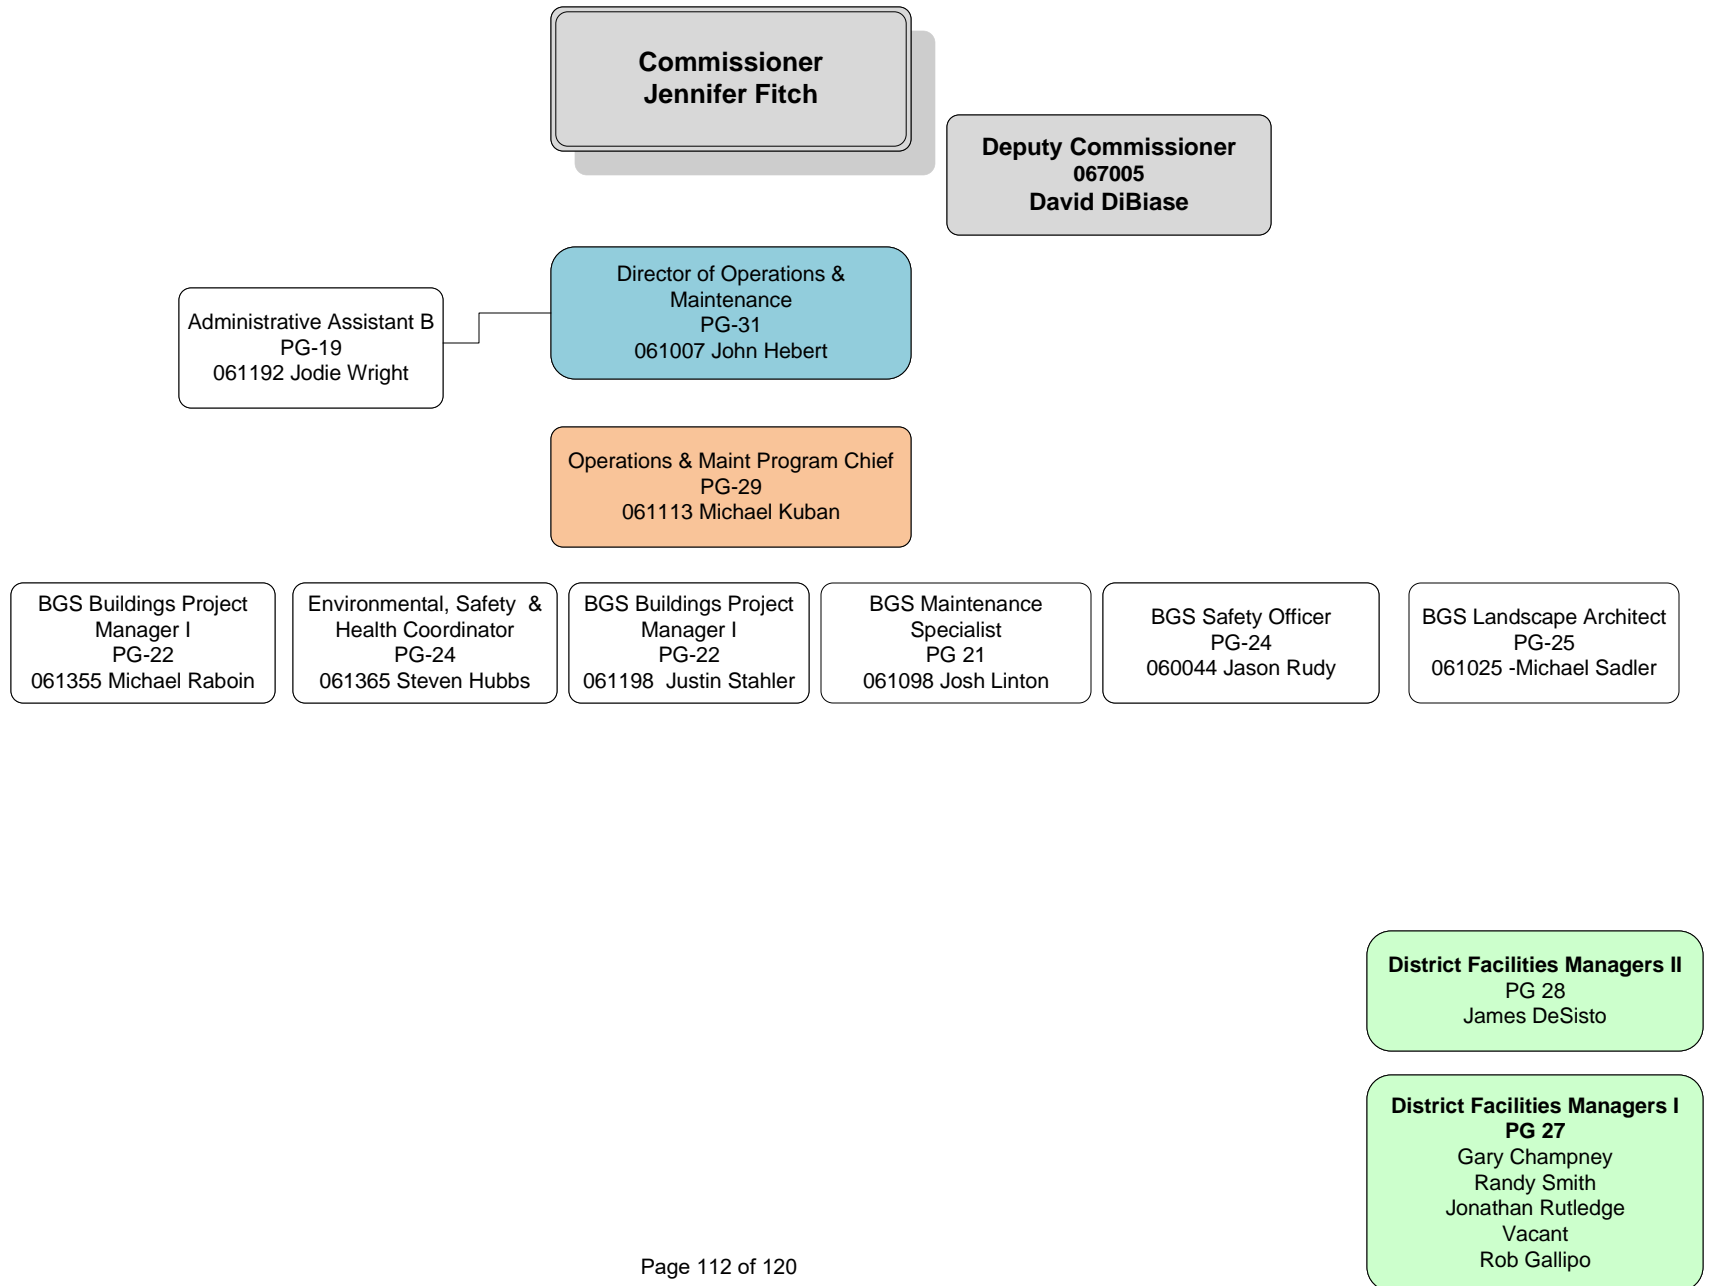 Commissioner
Jennifer Fitch
Deputy Commissioner
067005
David DiBiase
Director of Operations &
Maintenance
PG-31
061007 John Hebert
Administrative Assistant B
PG-19
061192 Jodie Wright
Operations & Maint Program Chief
PG-29
061113 Michael Kuban
BGS Buildings Project
Manager I
PG-22
061355 Michael Raboin
Environmental, Safety & 
Health Coordinator
PG-24
061365 Steven Hubbs
BGS Buildings Project
Manager I
PG-22
061198 Justin Stahler
BGS Maintenance
Specialist
PG 21
061098 Josh Linton
BGS Safety Officer
PG-24
060044 Jason Rudy
BGS Landscape Architect
PG-25
061025 -Michael Sadler
District Facilities Managers II
PG 28
James DeSisto
District Facilities Managers I
PG 27
Gary Champney
Randy Smith
Jonathan Rutledge
Vacant
Rob Gallipo
Page 112 of 120